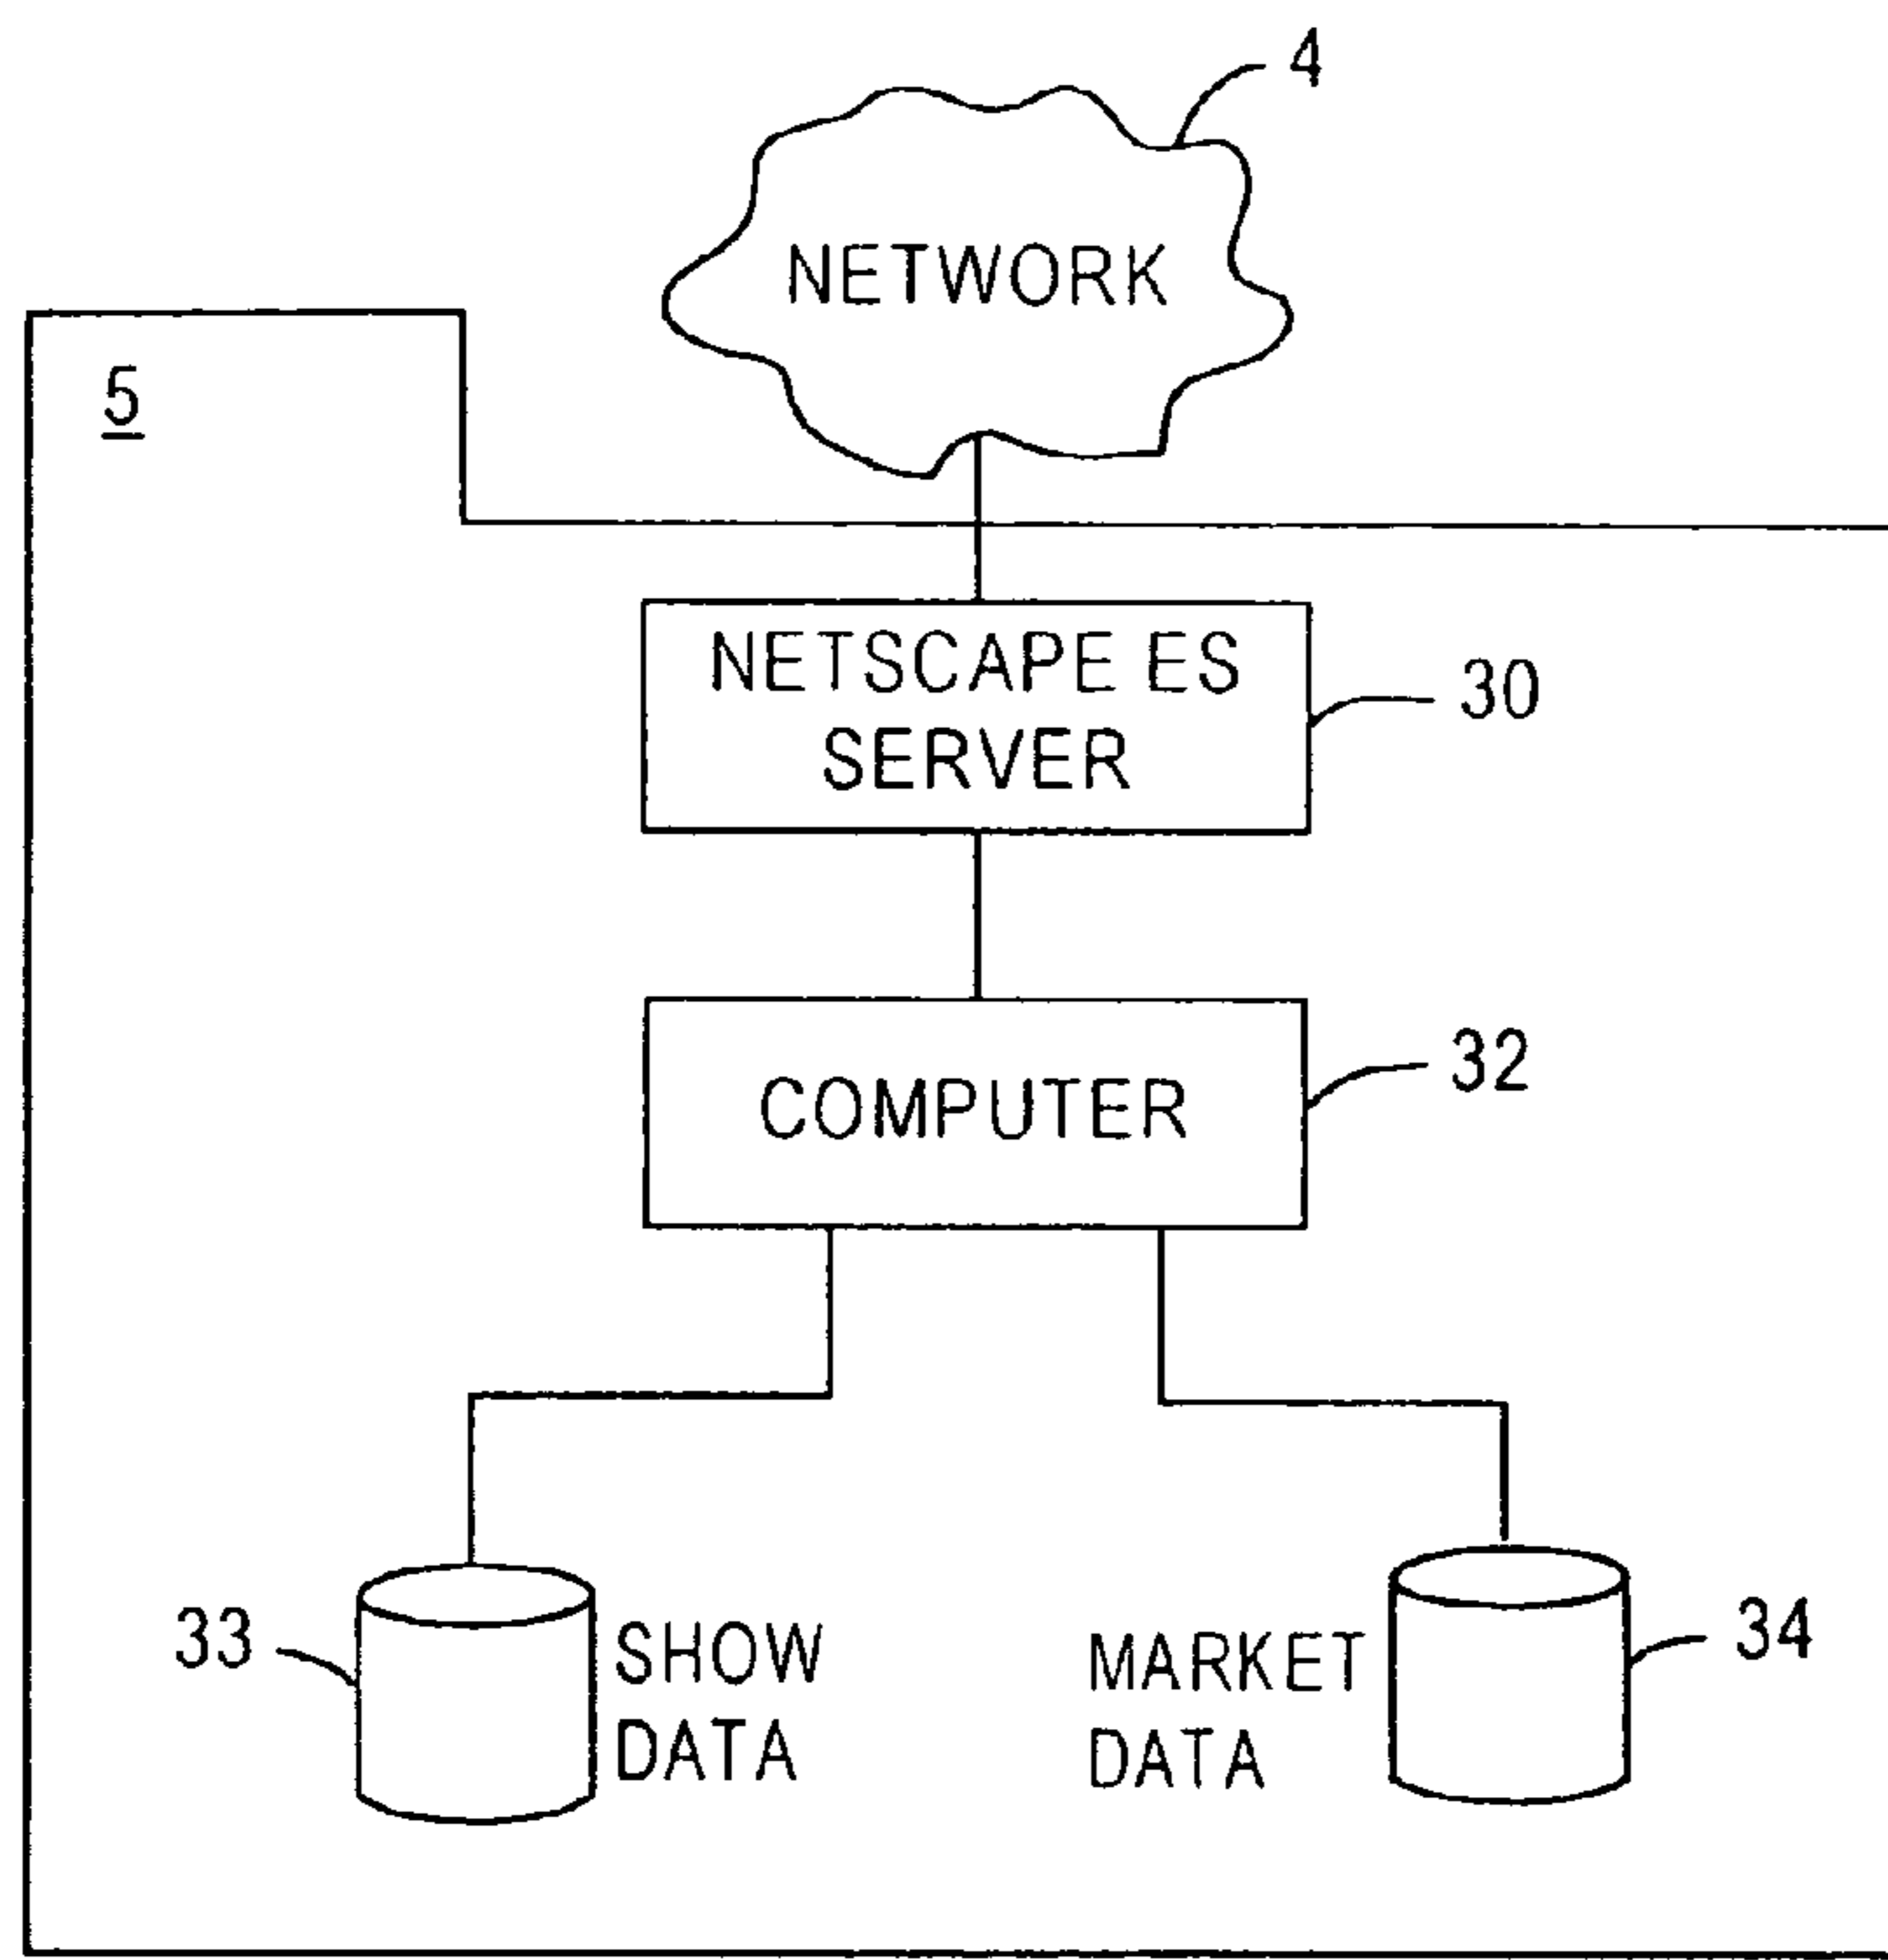 4
NETWORK
5
NETSCAPE ES
SERVER
30
COMPUTER
32
33
SHOW
DATA
MARKET
DATA
34